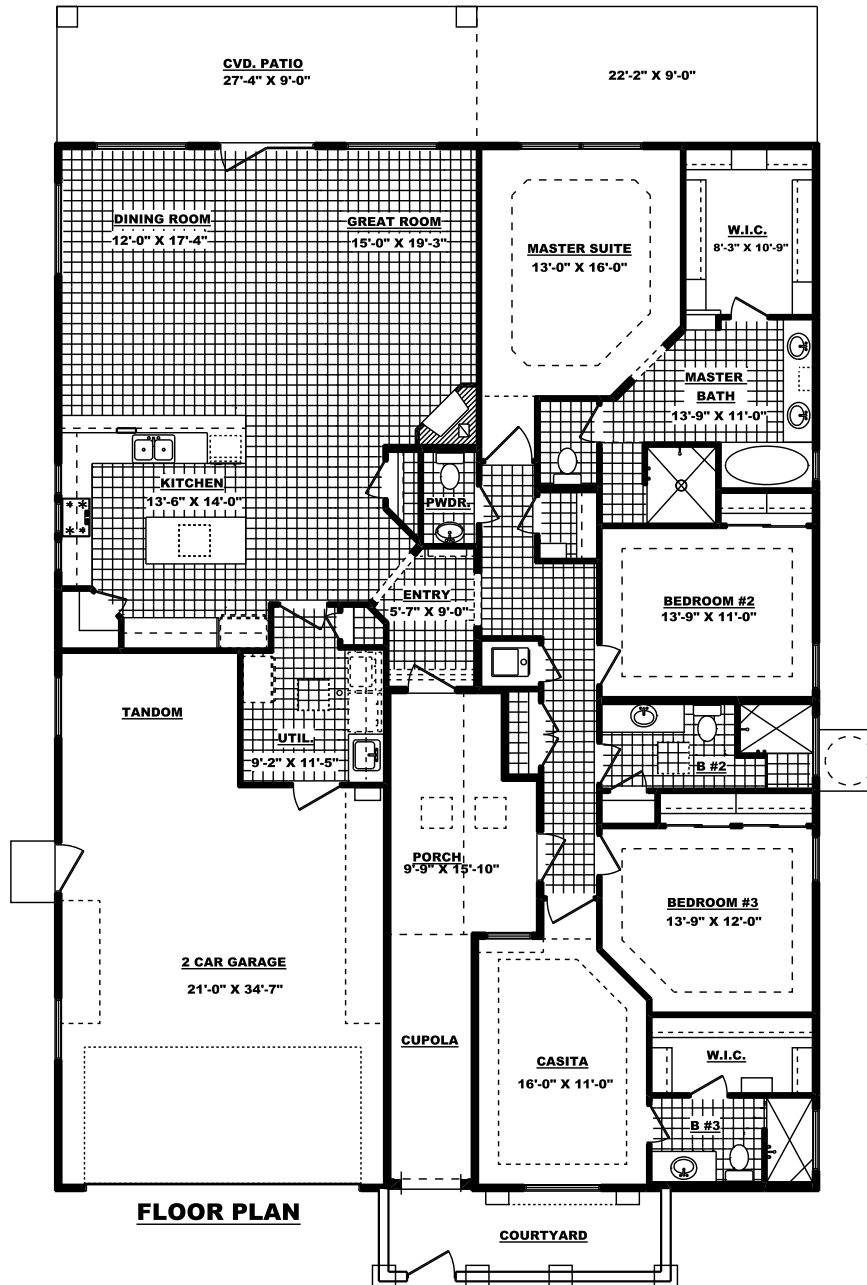 CVD. PATIO
27'-4" X 9'-0"
22'-2" X 9'-0"
DINING ROOM
12'-0" X 17'-4"
GREAT ROOM
15'-0" X 19'-3"
MASTER SUITE
13'-0" X 16'-0"
W.I.C.
8'-3" X 10'-9"
MASTER
BATH
13'-9" X 11'-0"
KITCHEN
13'-6" X 14'-0"
PWDR.
ENTRY
5'-7" X 9'-0"
BEDROOM #2
13'-9" X 11'-0"
TANDOM
UTIL.
9'-2" X 11'-5"
B #2
PORCH
9'-9" X 15'-10"
BEDROOM #3
13'-9" X 12'-0"
2 CAR GARAGE
21'-0" X 34'-7"
CUPOLA
CASITA
16'-0" X 11'-0"
W.I.C.
B #3
FLOOR PLAN
COURTYARD